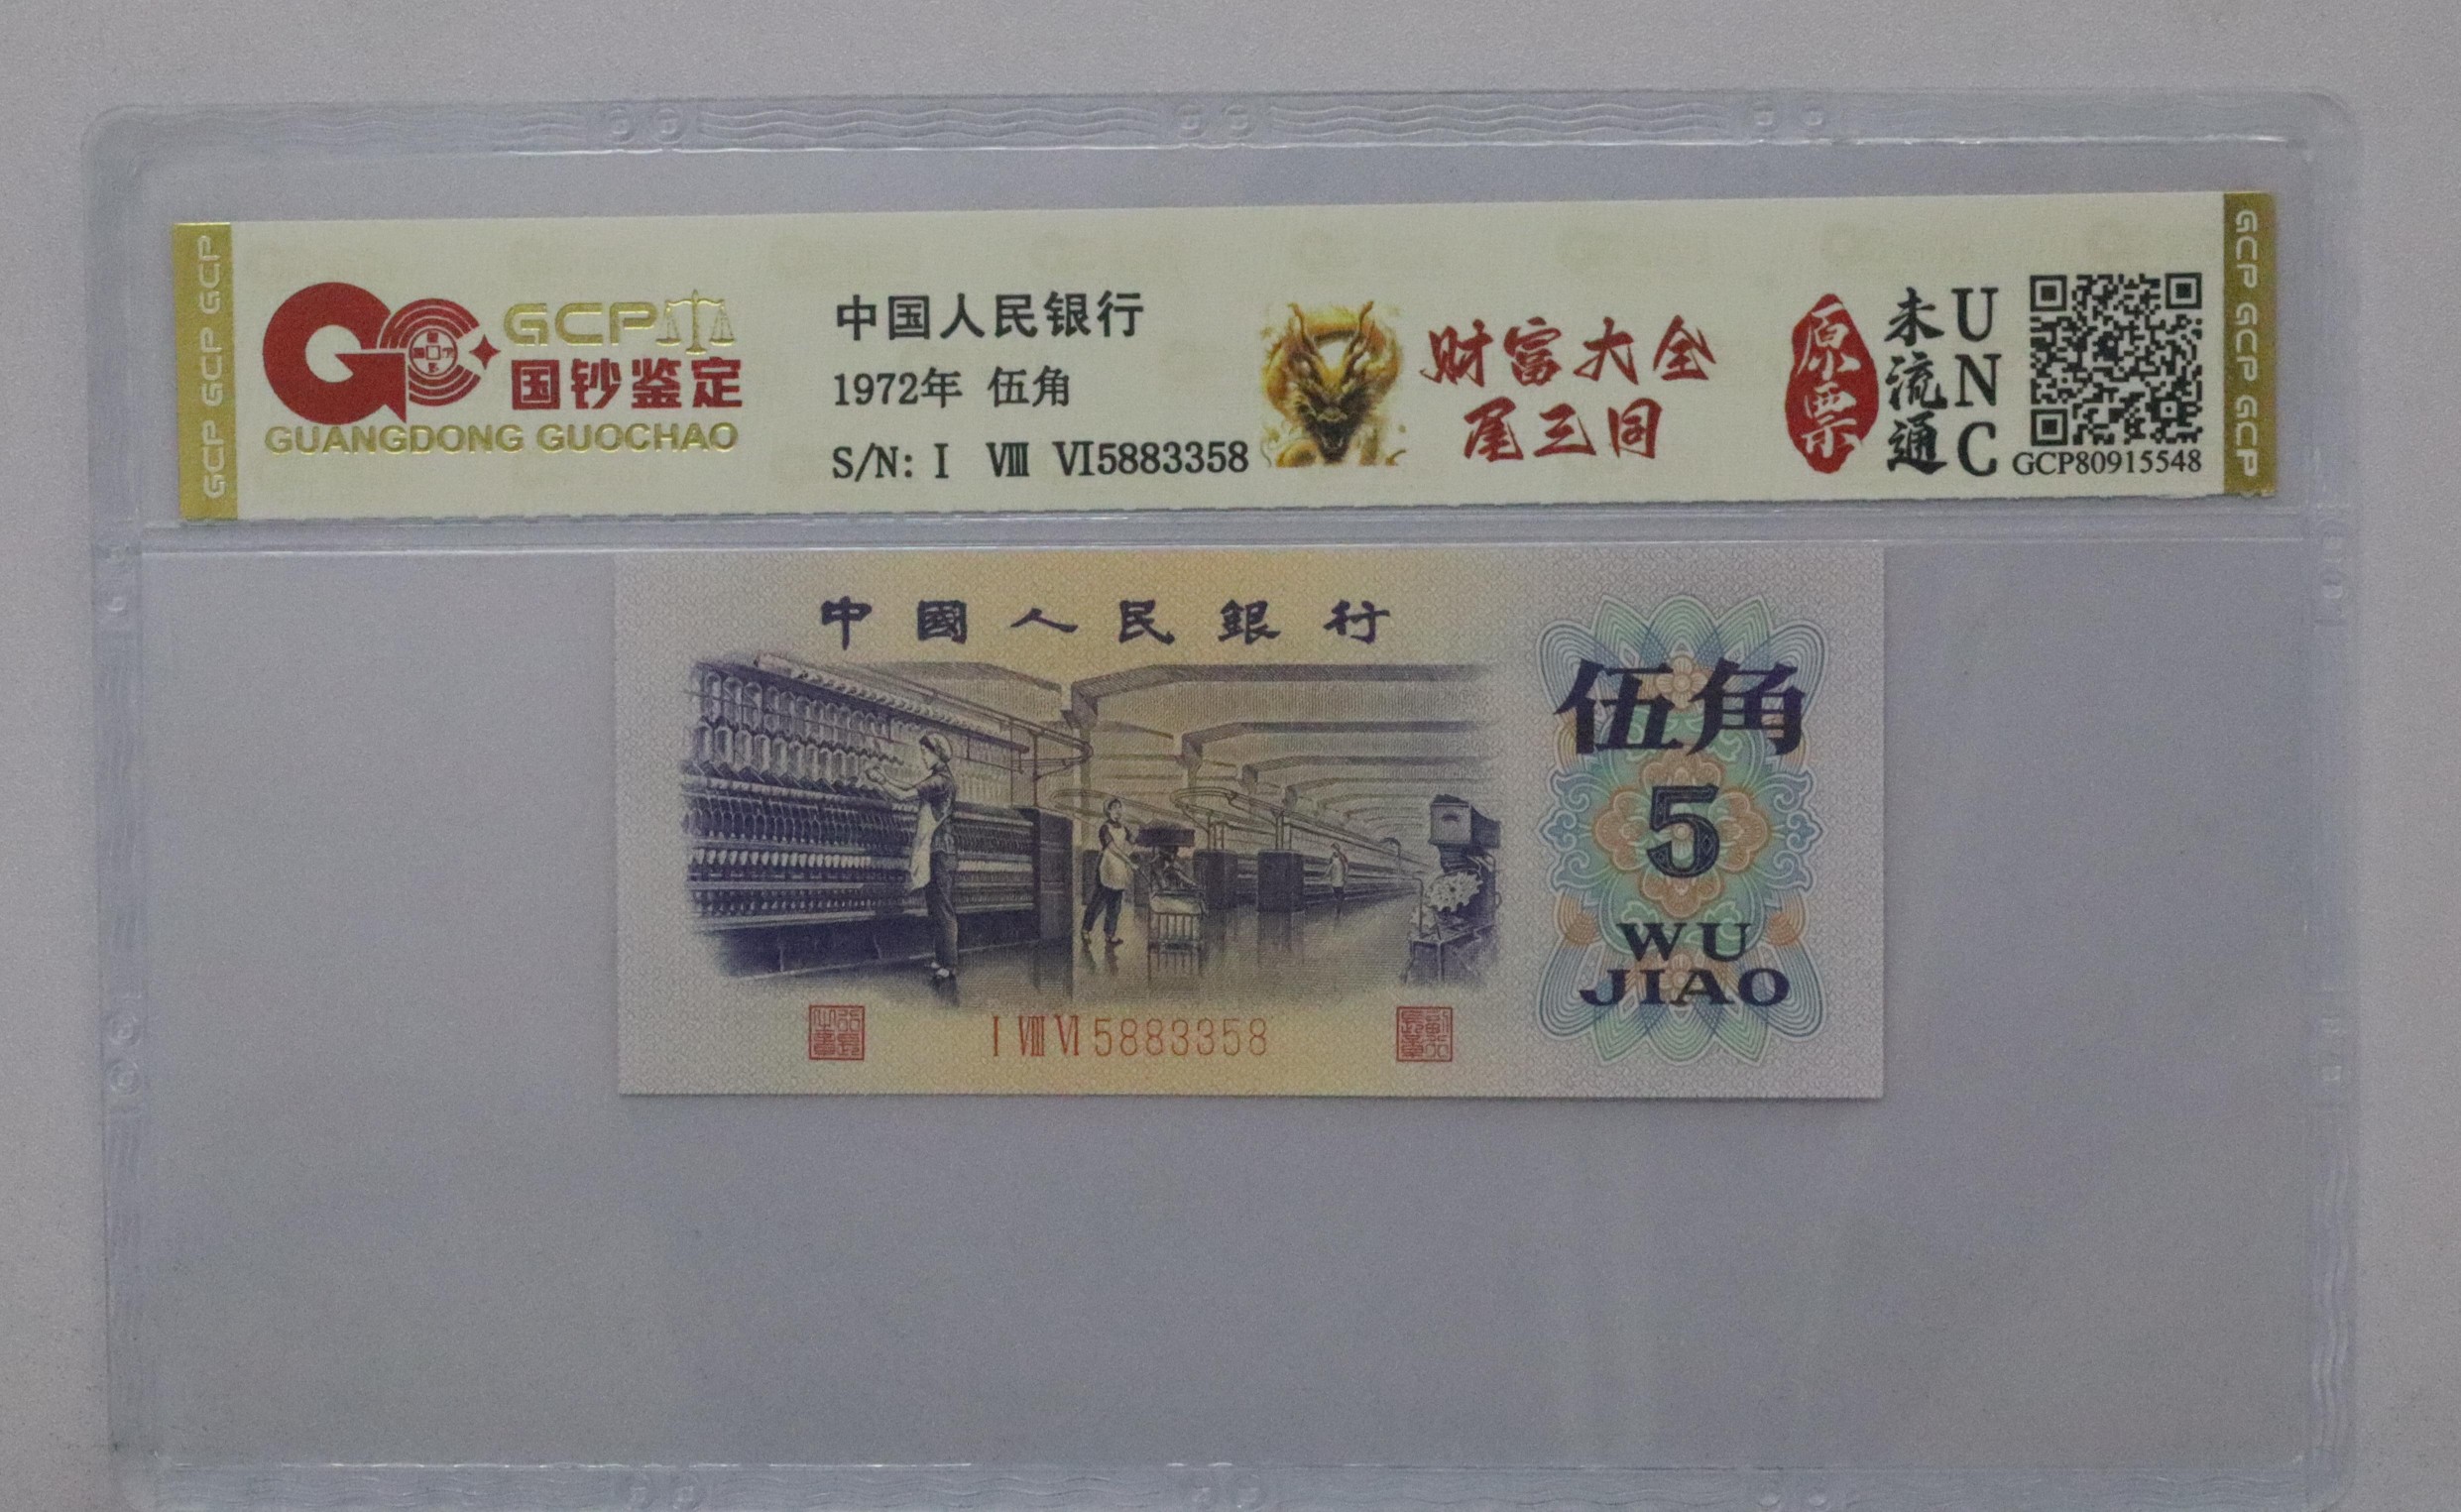 GCP GCP GCP
GCP
国钞鉴定
GUANGDONG GUOCHAO
中国人民银行
1972年 伍角
S/N: I VIII VI5883358
财富大全
尾三同
原票
未流通
UNC
GCP80915548
GCP GCP GCP
中國人民銀行
伍角
5
WU
JIAO
I VIII VI 5883358